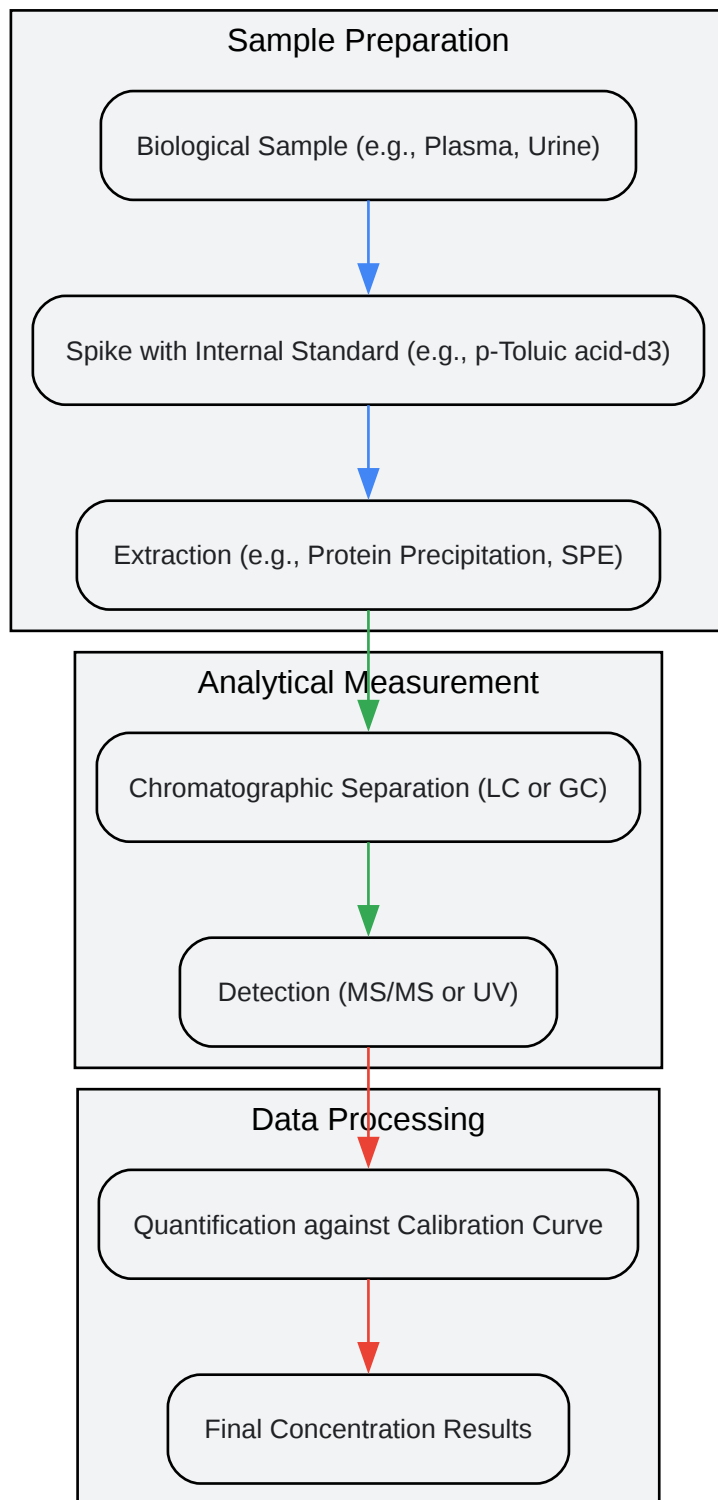 Sample Preparation
Biological Sample (e.g., Plasma, Urine)
Spike with Internal Standard (e.g., p-Toluic acid-d3)
Extraction (e.g., Protein Precipitation, SPE)
Analytical Measurement
Chromatographic Separation (LC or GC)
Detection (MS/MS or UV)
Data Processing
Quantification against Calibration Curve
Final Concentration Results